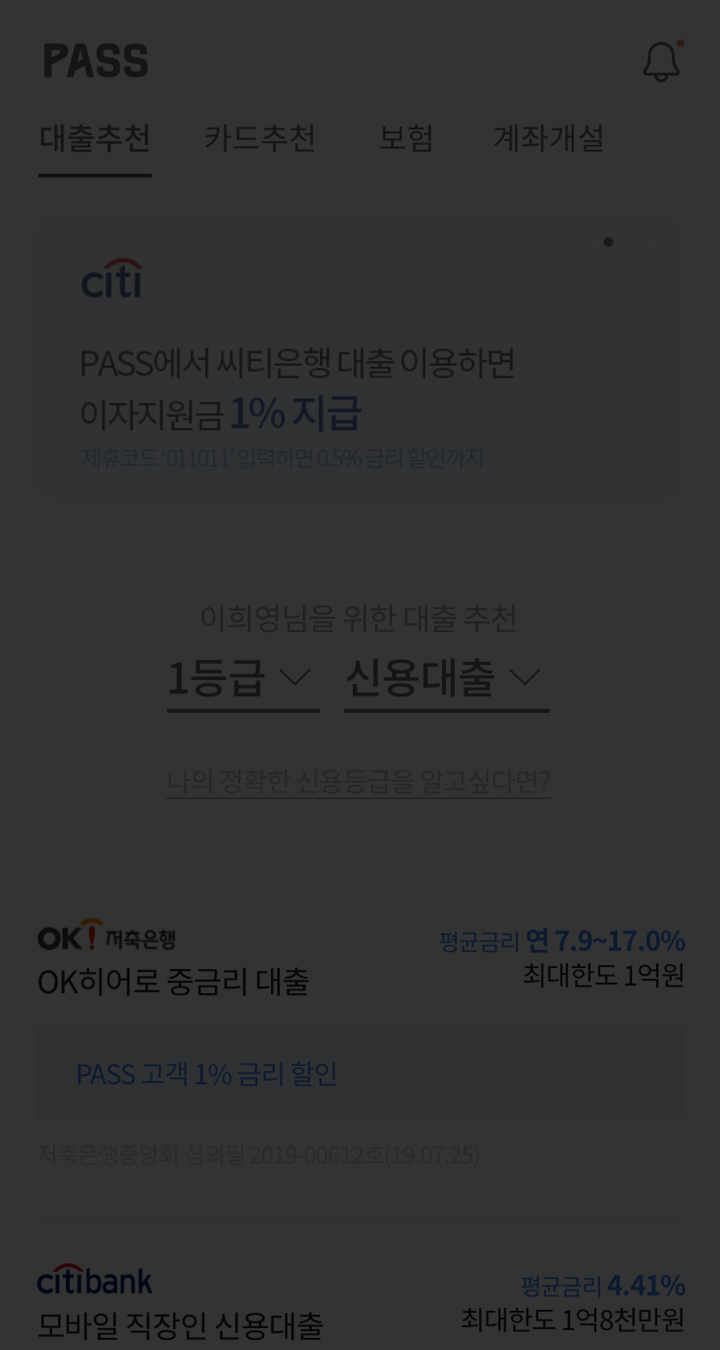 PASS
대출추천 카드추천 보험 계좌개설
citi
PASS에서 씨티은행 대출 이용하면
이자지원금 1% 지급
제휴코드 ‘011011’ 입력하면 0.5% 금리 할인까지
이희영님을 위한 대출 추천
1등급 신용대출
나의 정확한 신용등급을 알고싶다면?
OK! 저축은행
평균금리 연 7.9~17.0%
OK히어로 중금리 대출
최대한도 1억원
PASS 고객 1% 금리 할인
저축은행중앙회 심의필 2019-00612호(19.07.25)
citibank
평균금리 4.41%
모바일 직장인 신용대출
최대한도 1억8천만원